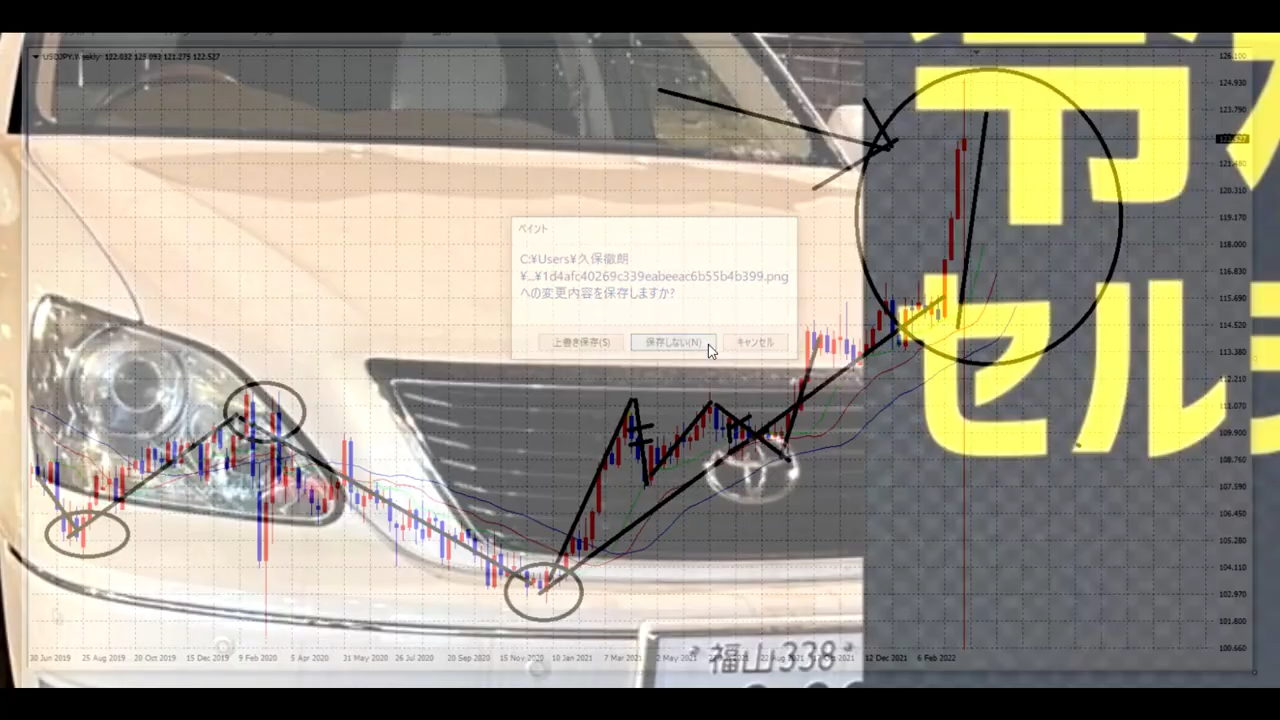 USDJPY,Weekly 122.032 125.093 121.275 122.527
126.100
124.930
123.790
121.480
120.310
119.170
118.000
116.830
115.690
114.520
113.380
112.210
111.070
109.900
108.760
107.590
106.450
105.280
104.110
102.970
101.800
100.660
セル
ペイント
C:¥Users¥久保徹朗
¥...¥1d4afc40269c339eabeeac6b55b4b399.png
への変更内容を保存しますか?
上書き保存(S) 保存しない(N) キャンセル
福山 338
30 Jun 2019 25 Aug 2019 20 Oct 2019 15 Dec 2019 9 Feb 2020 5 Apr 2020 31 May 2020 26 Jul 2020 20 Sep 2020 15 Nov 2020 10 Jan 2021 7 Mar 2021 2 May 2021 12 Dec 2021 6 Feb 2022